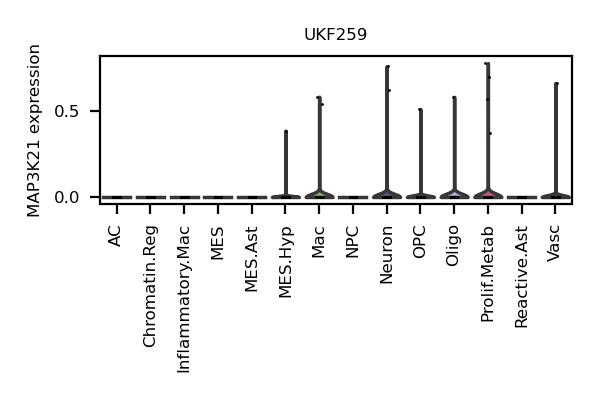 UKF259
MAP3K21 expression
0.5
0.0
AC
Chromatin.Reg
Inflammatory.Mac
MES
MES.Ast
MES.Hyp
Mac
NPC
Neuron
OPC
Oligo
Prolif.Metab
Reactive.Ast
Vasc